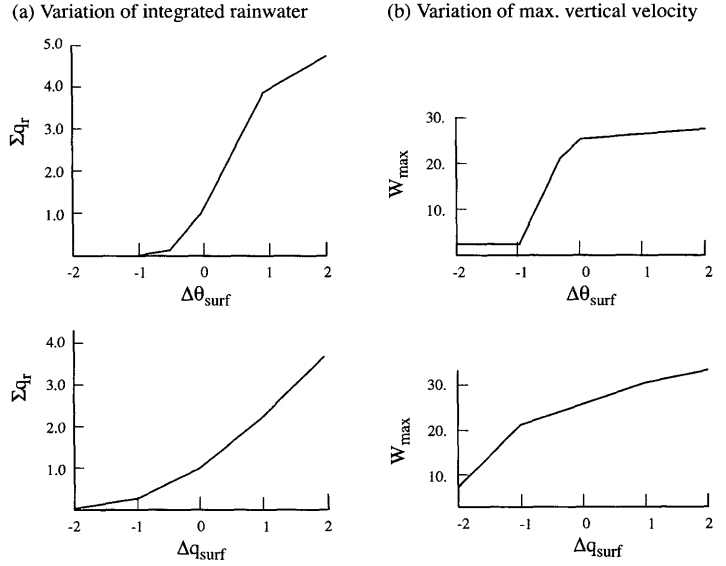 (a) Variation of integrated rainwater
(b) Variation of max. vertical velocity
5.0
4.0
3.0
2.0
1.0
Σqr
-2 -1 0 1 2
Δθsurf
30.
20.
10.
Wmax
-2 -1 0 1 2
Δθsurf
4.0
3.0
2.0
1.0
Σqr
-2 -1 0 1 2
Δqsurf
30.
20.
10.
Wmax
-2 -1 0 1 2
Δqsurf